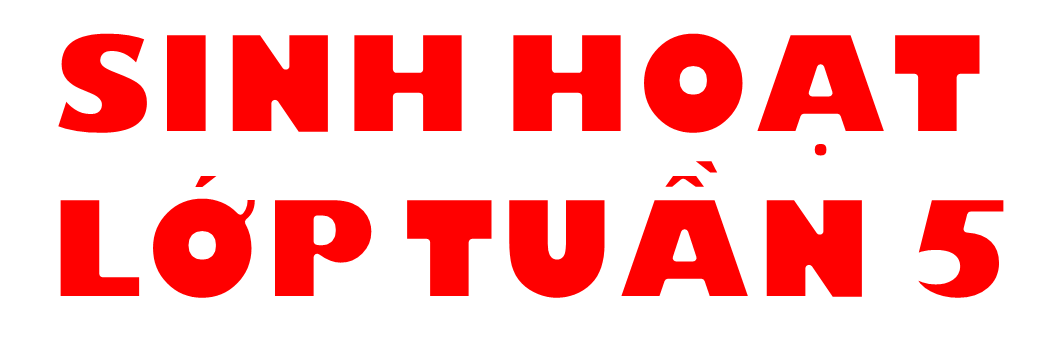 SINH HOẠT
LỚP TUẦN 5